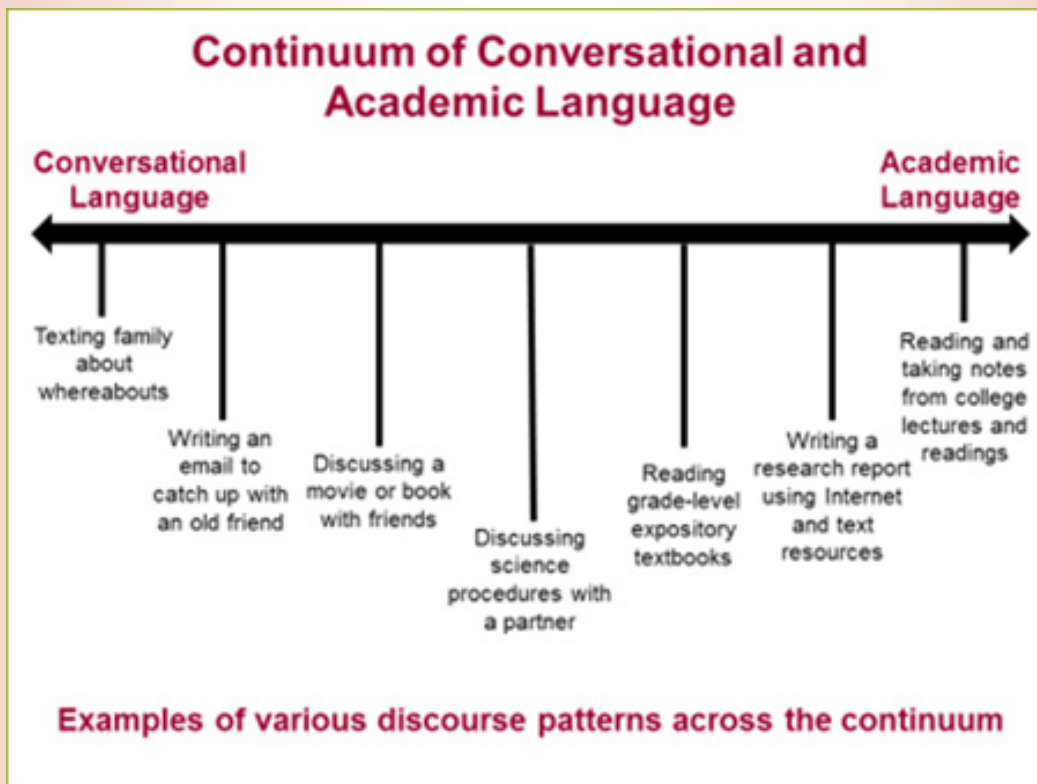 Continuum of Conversational and
Academic Language
Conversational
Language
Academic
Language
Texting family
about
whereabouts
Writing an
email to
catch up with
an old friend
Discussing a
movie or book
with friends
Discussing
science
procedures with
a partner
Reading
grade-level
expository
textbooks
Writing a
research report
using Internet
and text
resources
Reading and
taking notes
from college
lectures and
readings
Examples of various discourse patterns across the continuum